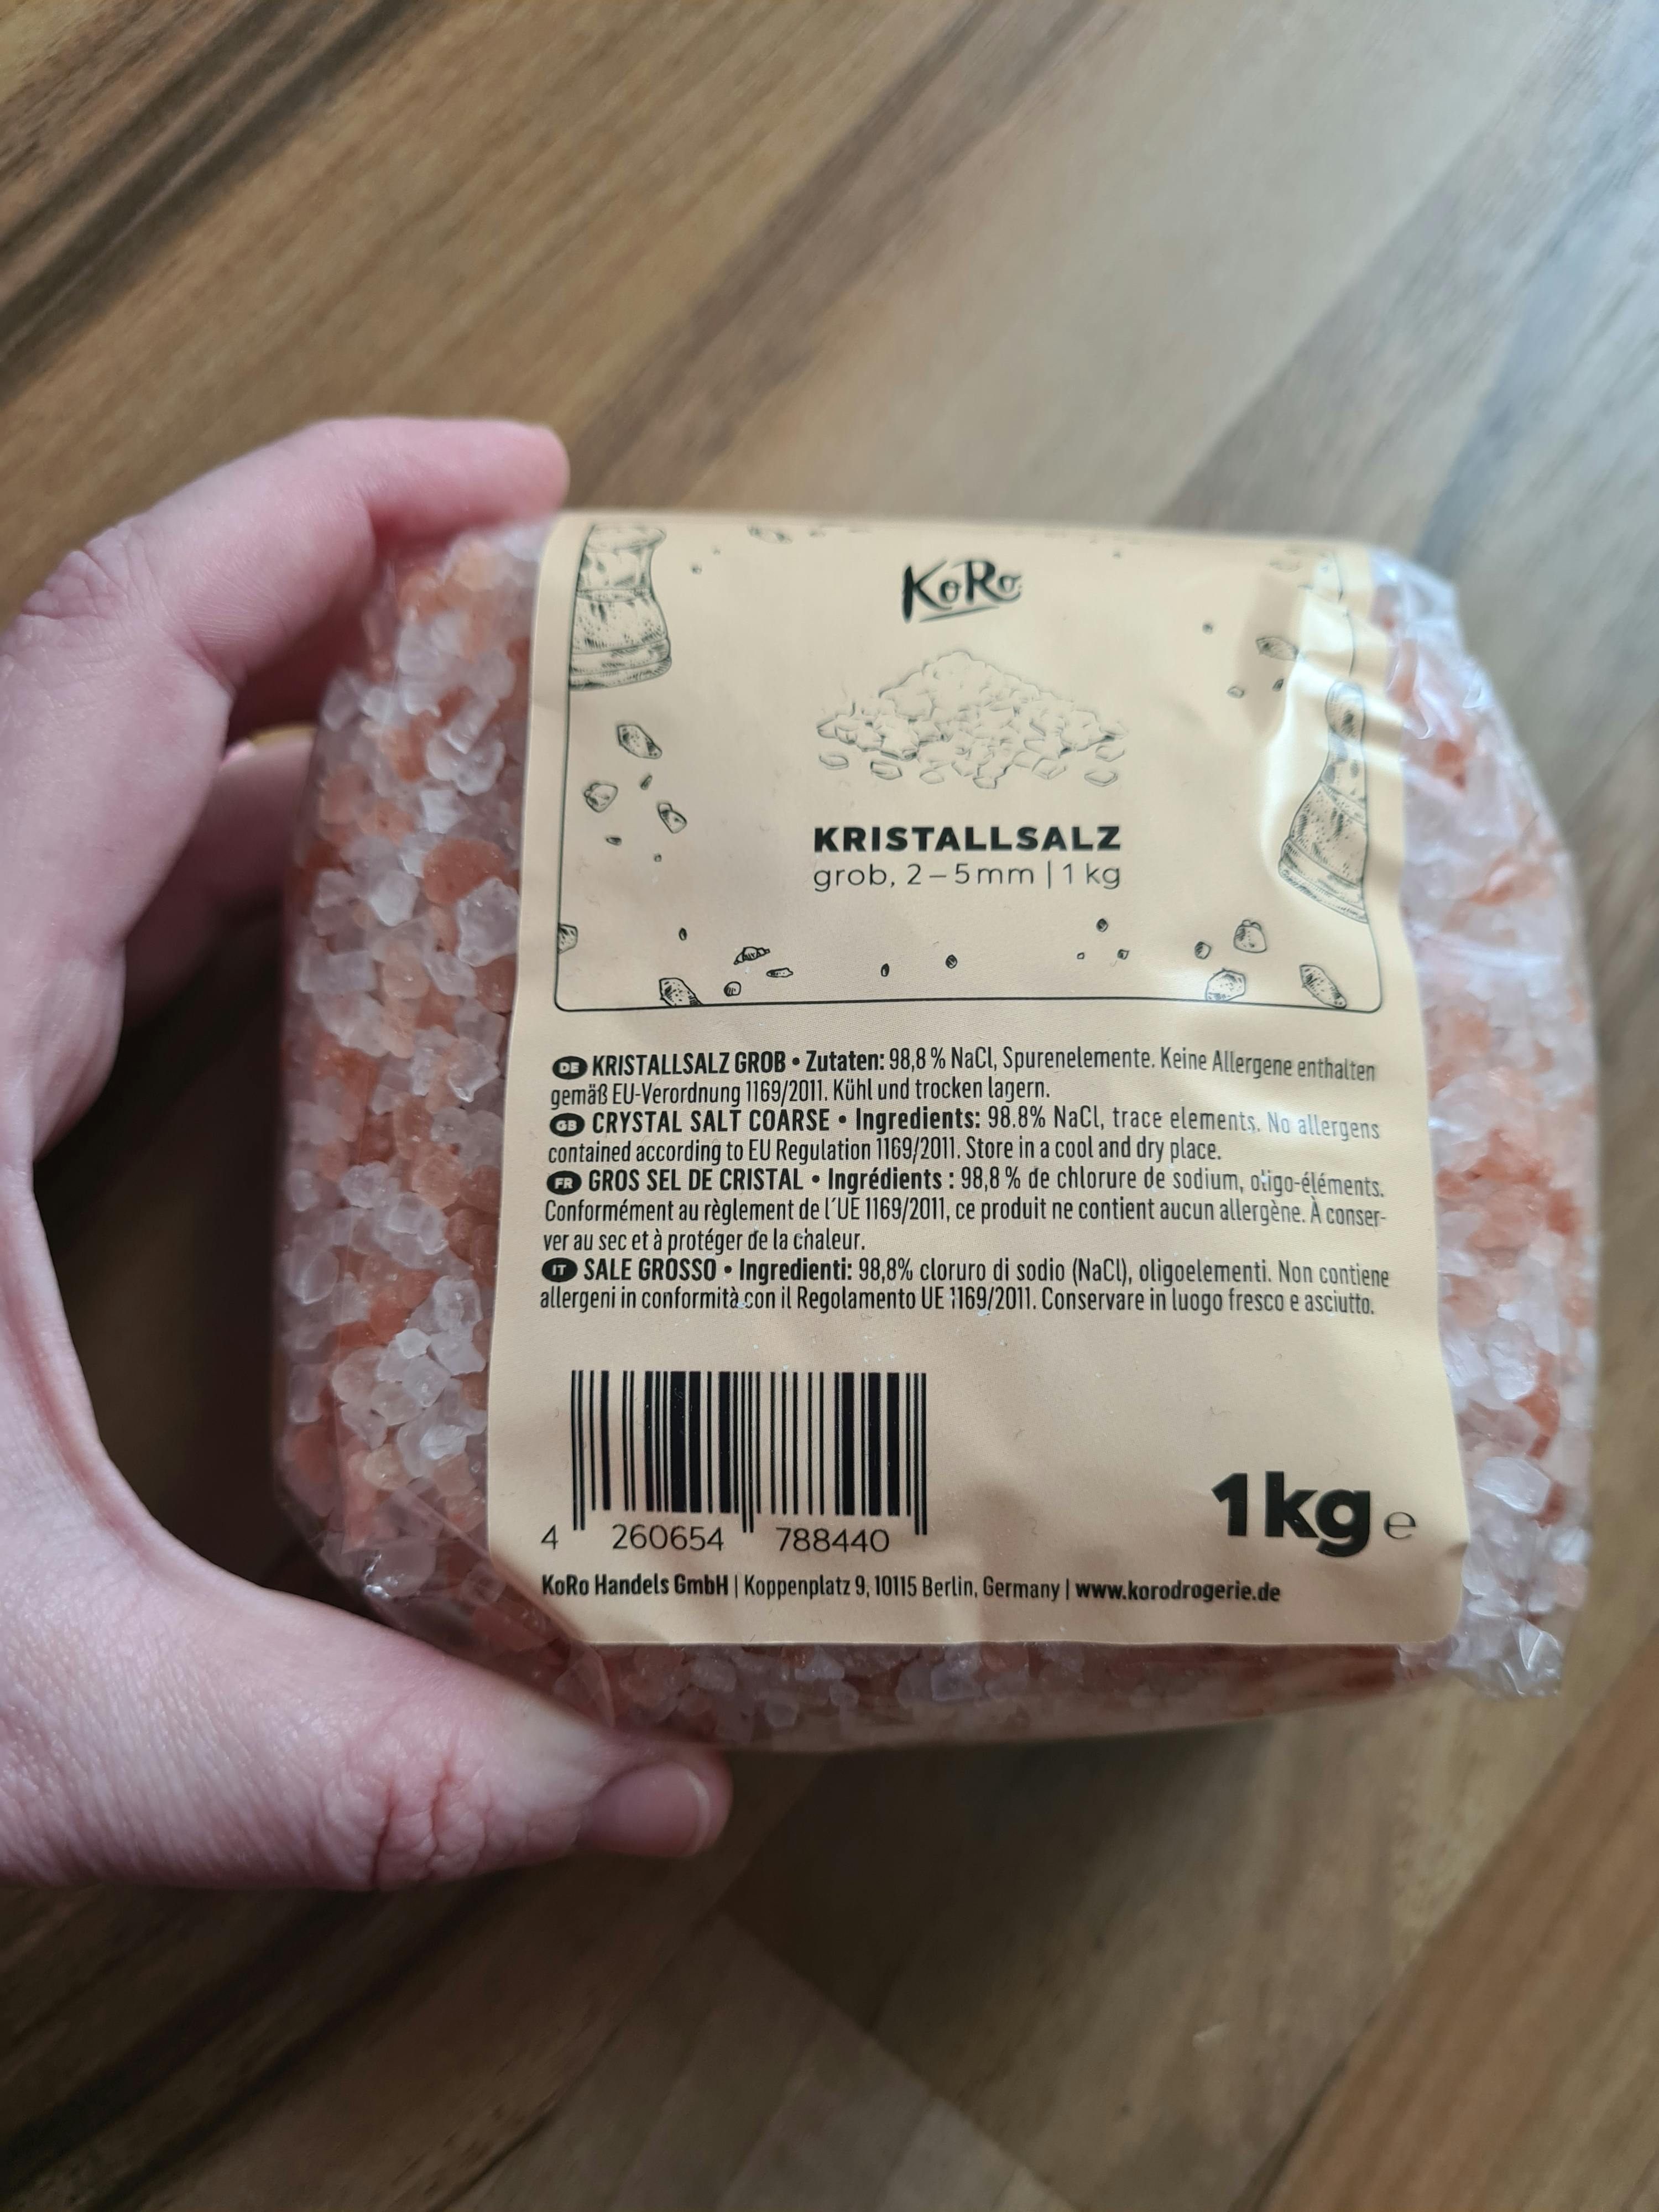 KoRo
KRISTALLSALZ
grob, 2–5mm | 1 kg
DE KRISTALLSALZ GROB • Zutaten: 98,8 % NaCl, Spurenelemente. Keine Allergene enthalten
gemäß EU-Verordnung 1169/2011. Kühl und trocken lagern.
GB CRYSTAL SALT COARSE • Ingredients: 98.8% NaCl, trace elements. No allergens
contained according to EU Regulation 1169/2011. Store in a cool and dry place.
FR GROS SEL DE CRISTAL • Ingrédients : 98,8 % de chlorure de sodium, oligo-éléments.
Conformément au règlement de l´UE 1169/2011, ce produit ne contient aucun allergène. À conser-
ver au sec et à protéger de la chaleur.
IT SALE GROSSO • Ingredienti: 98,8% cloruro di sodio (NaCl), oligoelementi. Non contiene
allergeni in conformità con il Regolamento UE 1169/2011. Conservare in luogo fresco e asciutto.
4 260654 788440
1 kg e
KoRo Handels GmbH | Koppenplatz 9, 10115 Berlin, Germany | www.korodrogerie.de